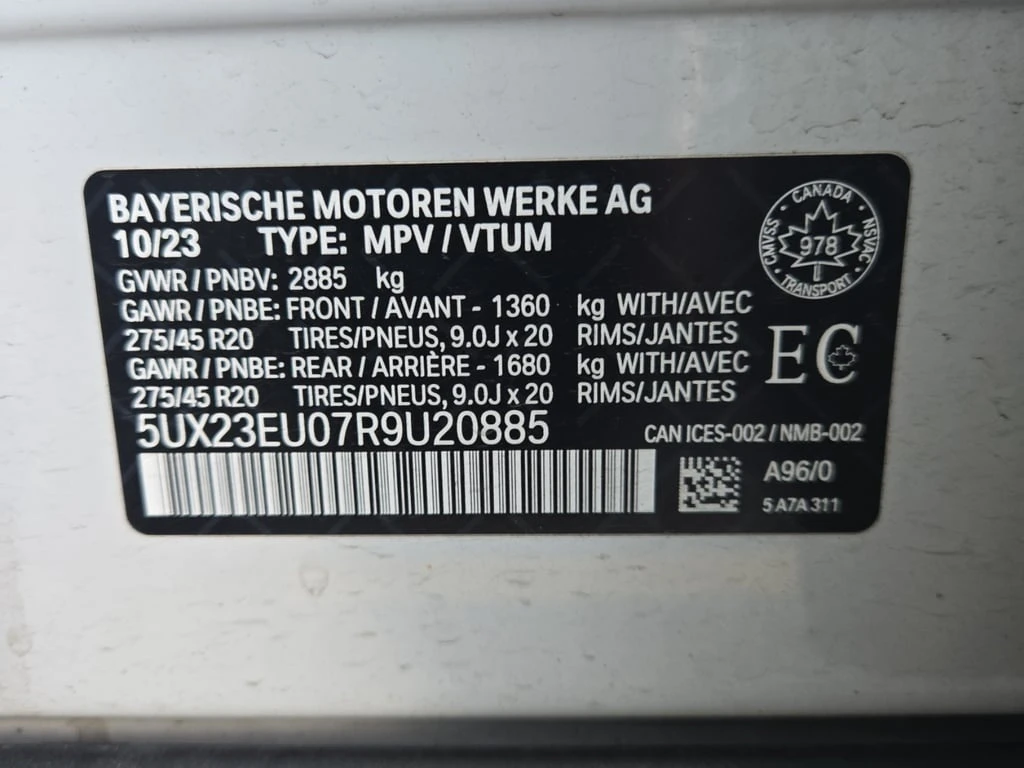 BAYERISCHE MOTOREN WERKE AG
10/23 TYPE: MPV / VTUM
GVWR / PNBV: 2885 kg
GAWR / PNBE: FRONT / AVANT - 1360 kg WITH/AVEC
275/45 R20 TIRES/PNEUS, 9.0J x 20 RIMS/JANTES
GAWR / PNBE: REAR / ARRIÈRE - 1680 kg WITH/AVEC
275/45 R20 TIRES/PNEUS, 9.0J x 20 RIMS/JANTES
5UX23EU07R9U20885
CANADA
CMVSS 978 NSVAC
TRANSPORT
EC
CAN ICES-002 / NMB-002
A96/0
5 A7A 311